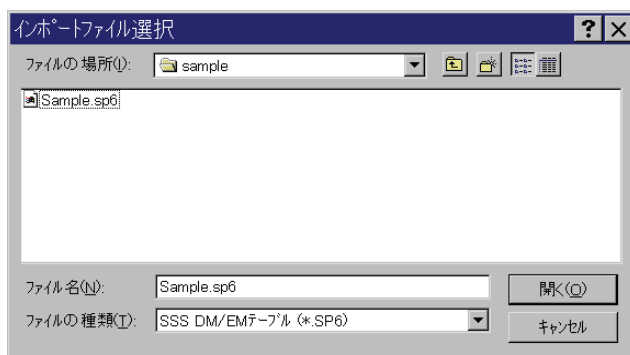 ｲﾝﾎﾟｰﾄﾌｧｲﾙ選択
ﾌｧｲﾙの場所(I): sample
Sample.sp6
ﾌｧｲﾙ名(N): Sample.sp6 開く(O)
ﾌｧｲﾙの種類(T): SSS DM/EMﾃｰﾌﾞﾙ (*.SP6) ｷｬﾝｾﾙ